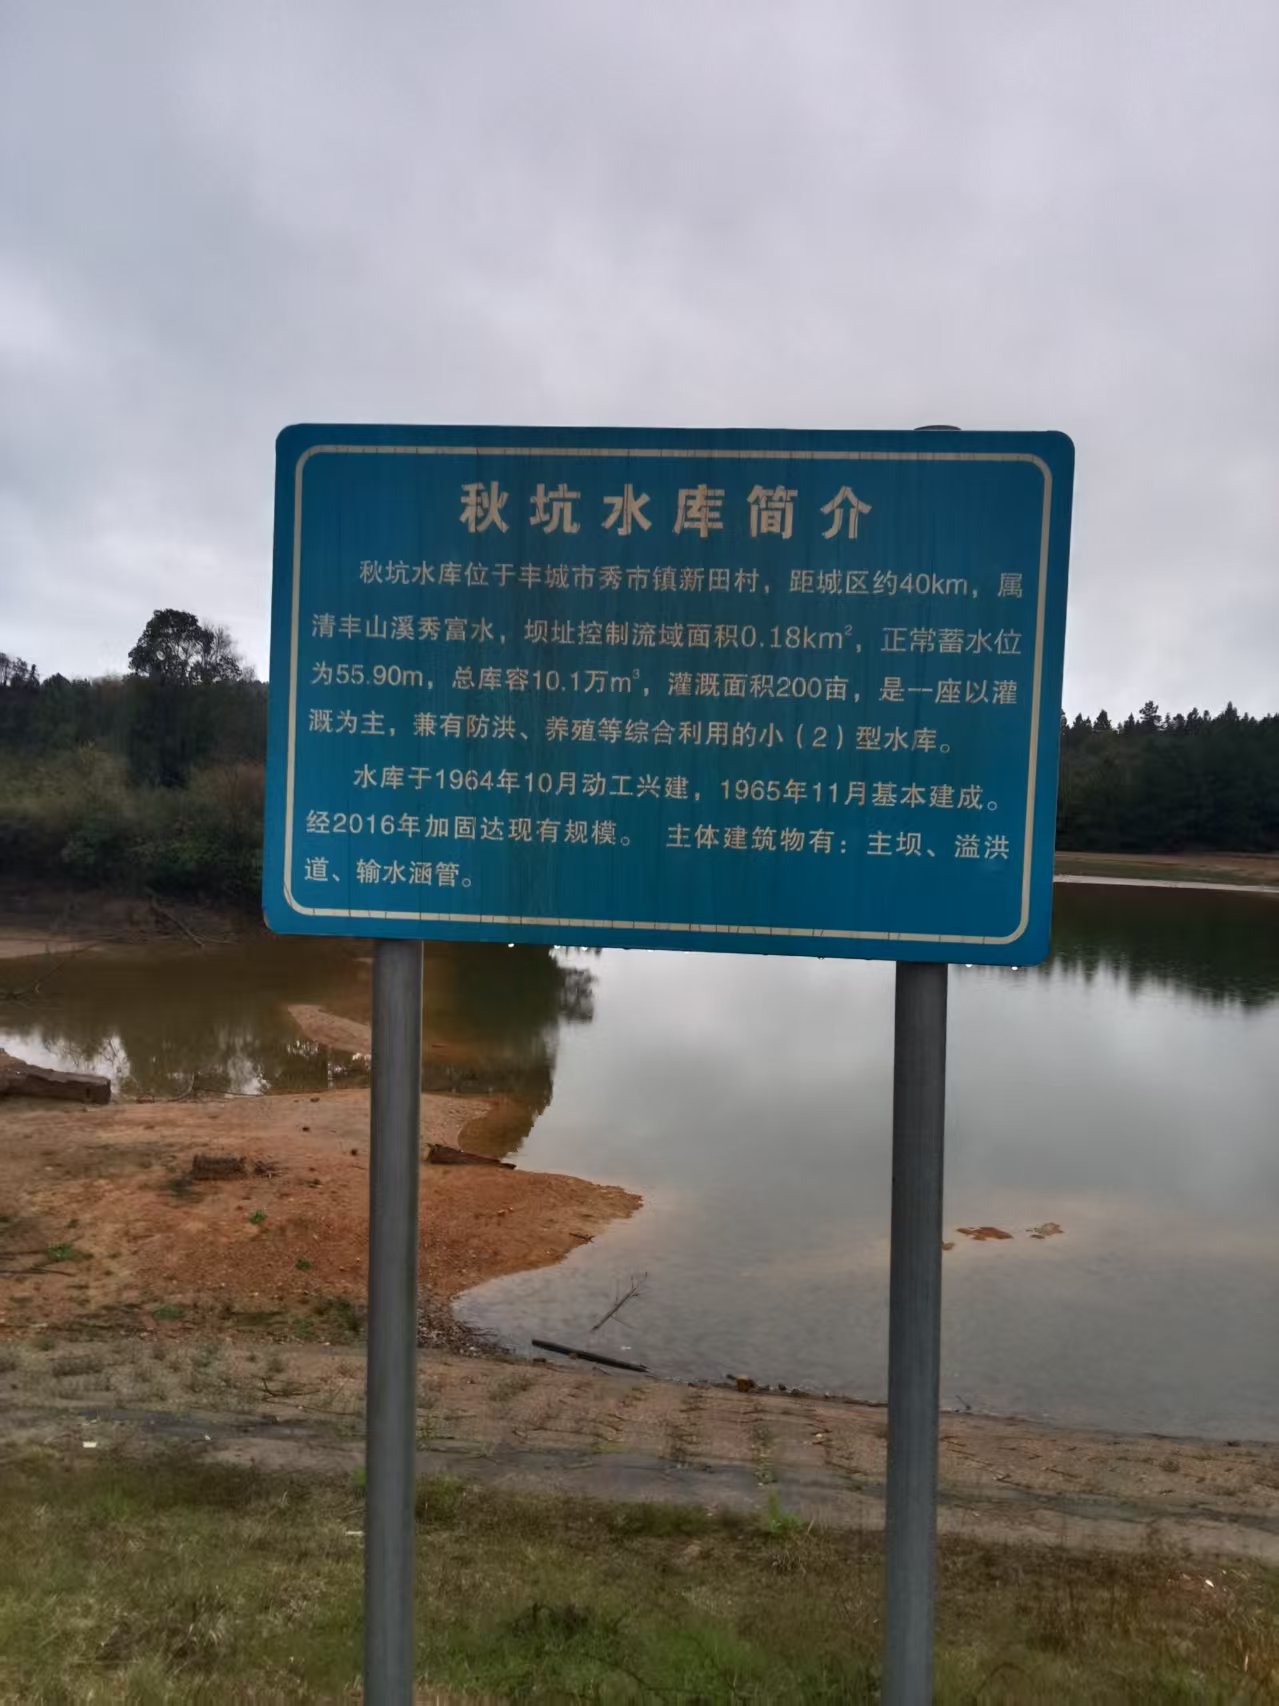 秋坑水库简介
秋坑水库位于丰城市秀市镇新田村，距城区约40km，属
清丰山溪秀富水，坝址控制流域面积0.18km²，正常蓄水位
为55.90m，总库容10.1万m³，灌溉面积200亩，是一座以灌
溉为主，兼有防洪、养殖等综合利用的小（2）型水库。
水库于1964年10月动工兴建，1965年11月基本建成。
经2016年加固达现有规模。 主体建筑物有：主坝、溢洪
道、输水涵管。